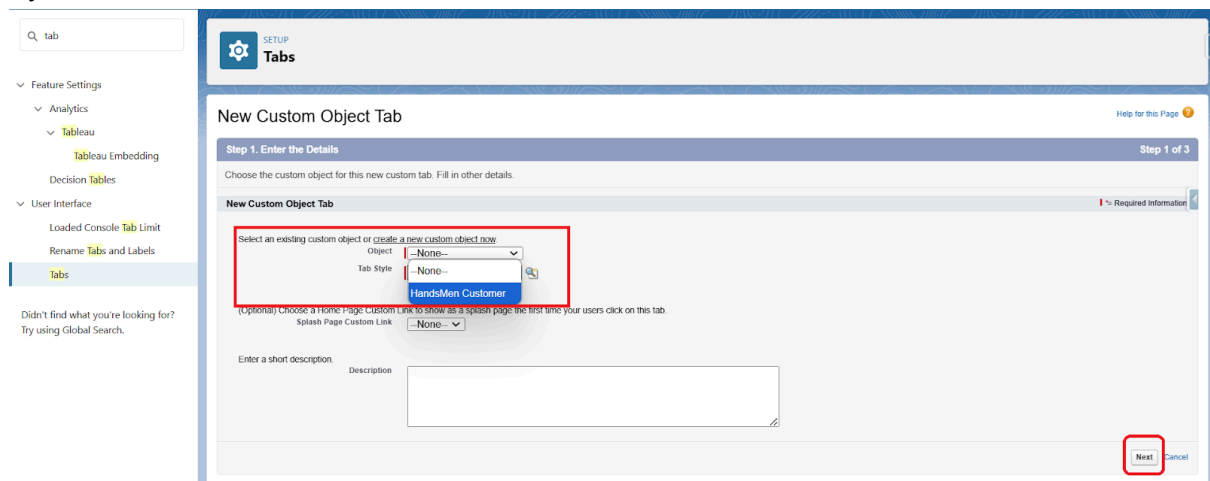 tab
Feature Settings
Analytics
Tableau
Tableau Embedding
Decision Tables
User Interface
Loaded Console Tab Limit
Rename Tabs and Labels
Tabs
Didn't find what you're looking for?
Try using Global Search.
SETUP
Tabs
New Custom Object Tab
Help for this Page
Step 1. Enter the Details Step 1 of 3
Choose the custom object for this new custom tab. Fill in other details.
New Custom Object Tab = Required Information
Select an existing custom object or create a new custom object now.
Object --None--
Tab Style --None--
HandsMen Customer
(Optional) Choose a Home Page Custom Link to show as a splash page the first time your users click on this tab.
Splash Page Custom Link --None--
Enter a short description.
Description
Next Cancel